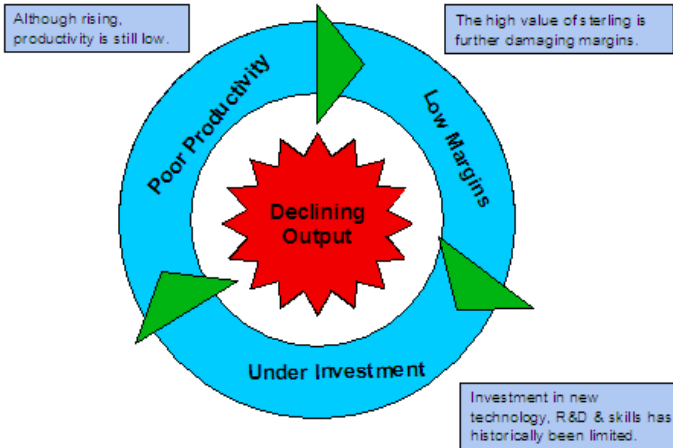 Although rising,
productivity is still low.
The high value of sterling is
further damaging margins.
Poor Productivity
Low Margins
Declining
Output
Under Investment
Investment in new
technology, R&D & skills has
historically been limited.